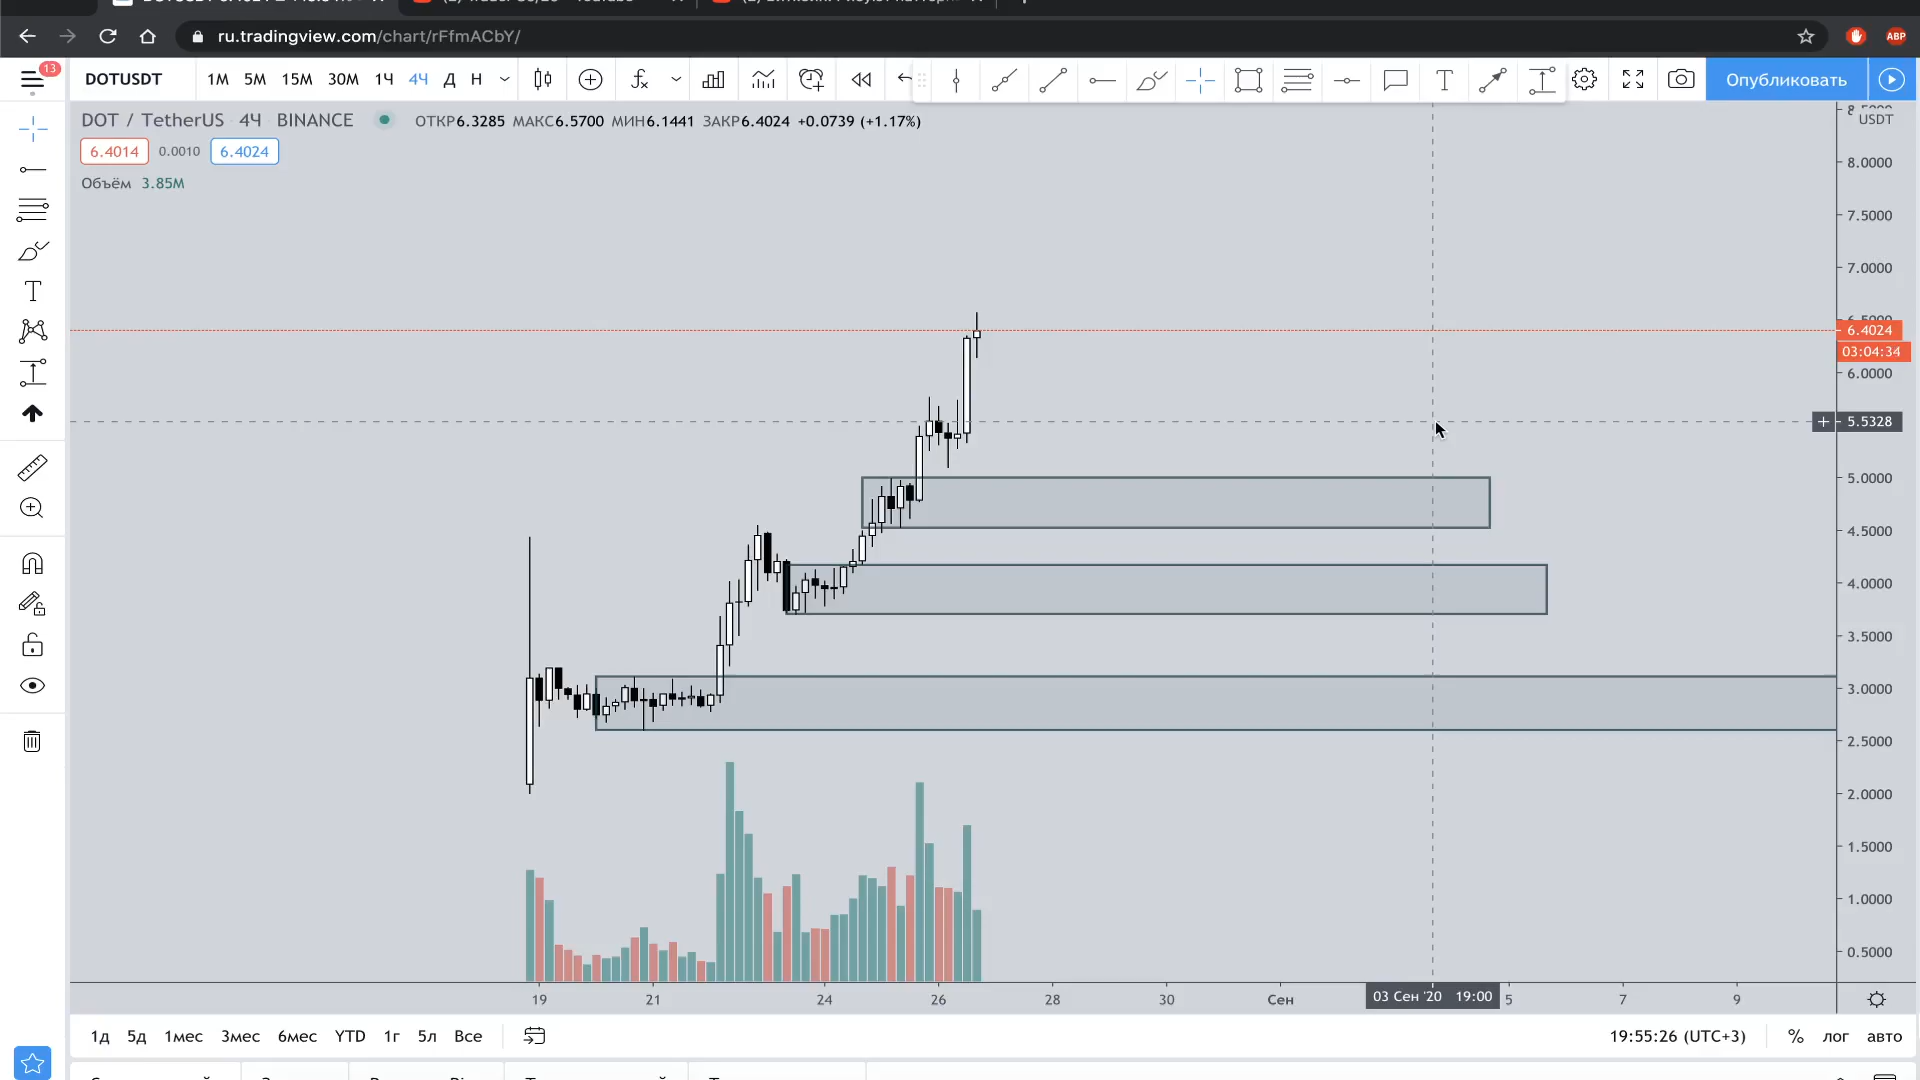 ru.tradingview.com/chart/rFfmACbY/
ABP
13
DOTUSDT 1М 5М 15М 30М 1Ч 4Ч Д Н
Опубликовать
DOT / TetherUS 4Ч BINANCE ОТКР6.3285 МАКС6.5700 МИН6.1441 ЗАКР6.4024 +0.0739 (+1.17%)
USDT
6.4014 0.0010 6.4024
Объём 3.85M
8.0000
7.5000
7.0000
6.4024
03:04:34
6.0000
5.5328
5.0000
4.5000
4.0000
3.5000
3.0000
2.5000
2.0000
1.5000
1.0000
0.5000
19 21 24 26 28 30 Сен 03 Сен '20 19:00 5 7 9
1д 5д 1мес 3мес 6мес YTD 1г 5л Все
19:55:26 (UTC+3) % лог авто